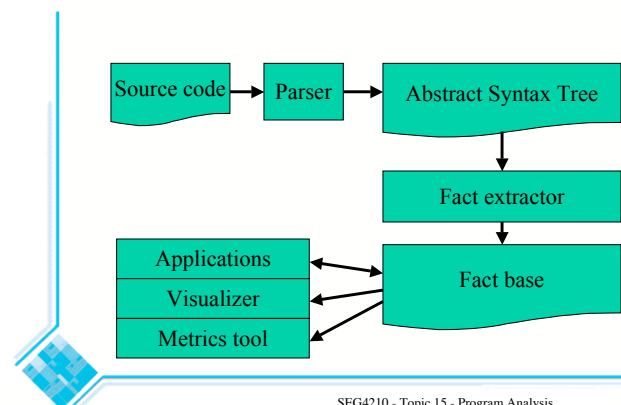 Source code
Parser
Abstract Syntax Tree
Fact extractor
Applications
Visualizer
Metrics tool
Fact base
SEG4210 - Topic 15 - Program Analysis